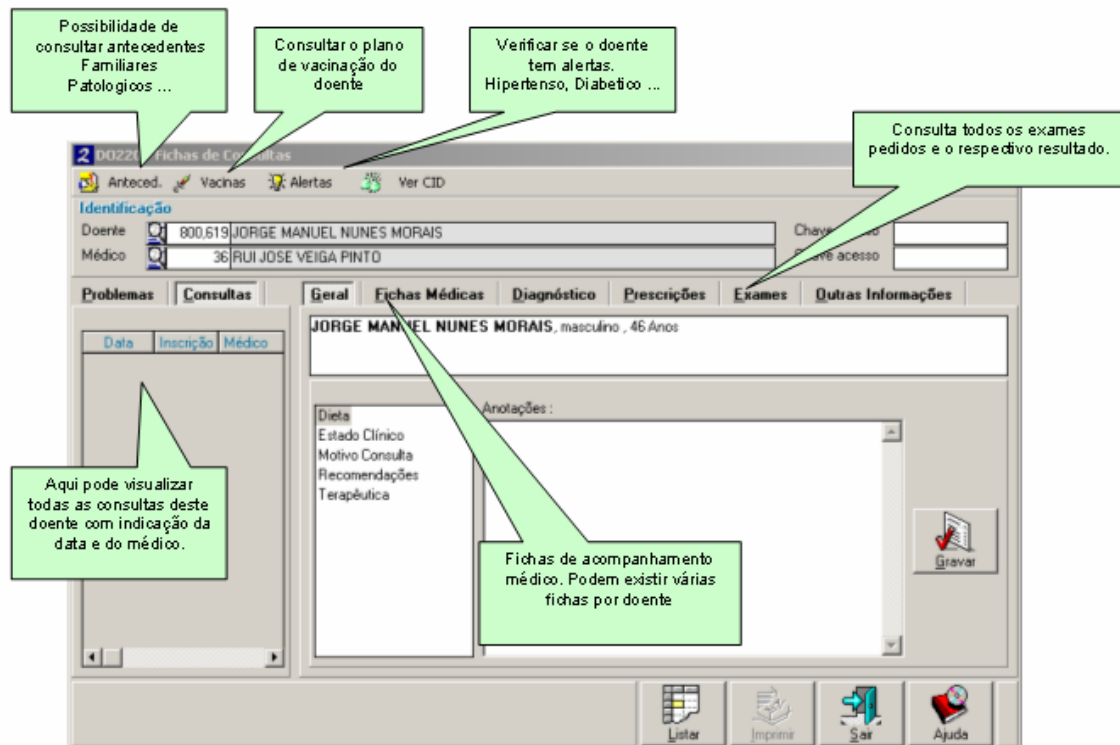 Possibilidade de
consultar antecedentes
Familiares
Patologicos ...
Consultar o plano
de vacinação do
doente
Verificar se o doente
tem alertas.
Hipertenso, Diabetico ...
Consulta todos os exames
pedidos e o respectivo resultado.
Fichas de Consultas
Anteced. Vacinas Alertas Ver CID
Identificação
Doente 800,619 JORGE MANUEL NUNES MORAIS Chave
Médico 36 RUI JOSE VEIGA PINTO Chave acesso
Problemas Consultas Geral Fichas Médicas Diagnóstico Prescrições Exames Outras Informações
JORGE MANUEL NUNES MORAIS, masculino , 46 Anos
Data Inscrição Médico
Anotações :
Dieta
Estado Clínico
Motivo Consulta
Recomendações
Terapêutica
Aqui pode visualizar
todas as consultas deste
doente com indicação da
data e do médico.
Fichas de acompanhamento
médico. Podem existir várias
fichas por doente
Gravar
Listar Imprimir Sair Ajuda